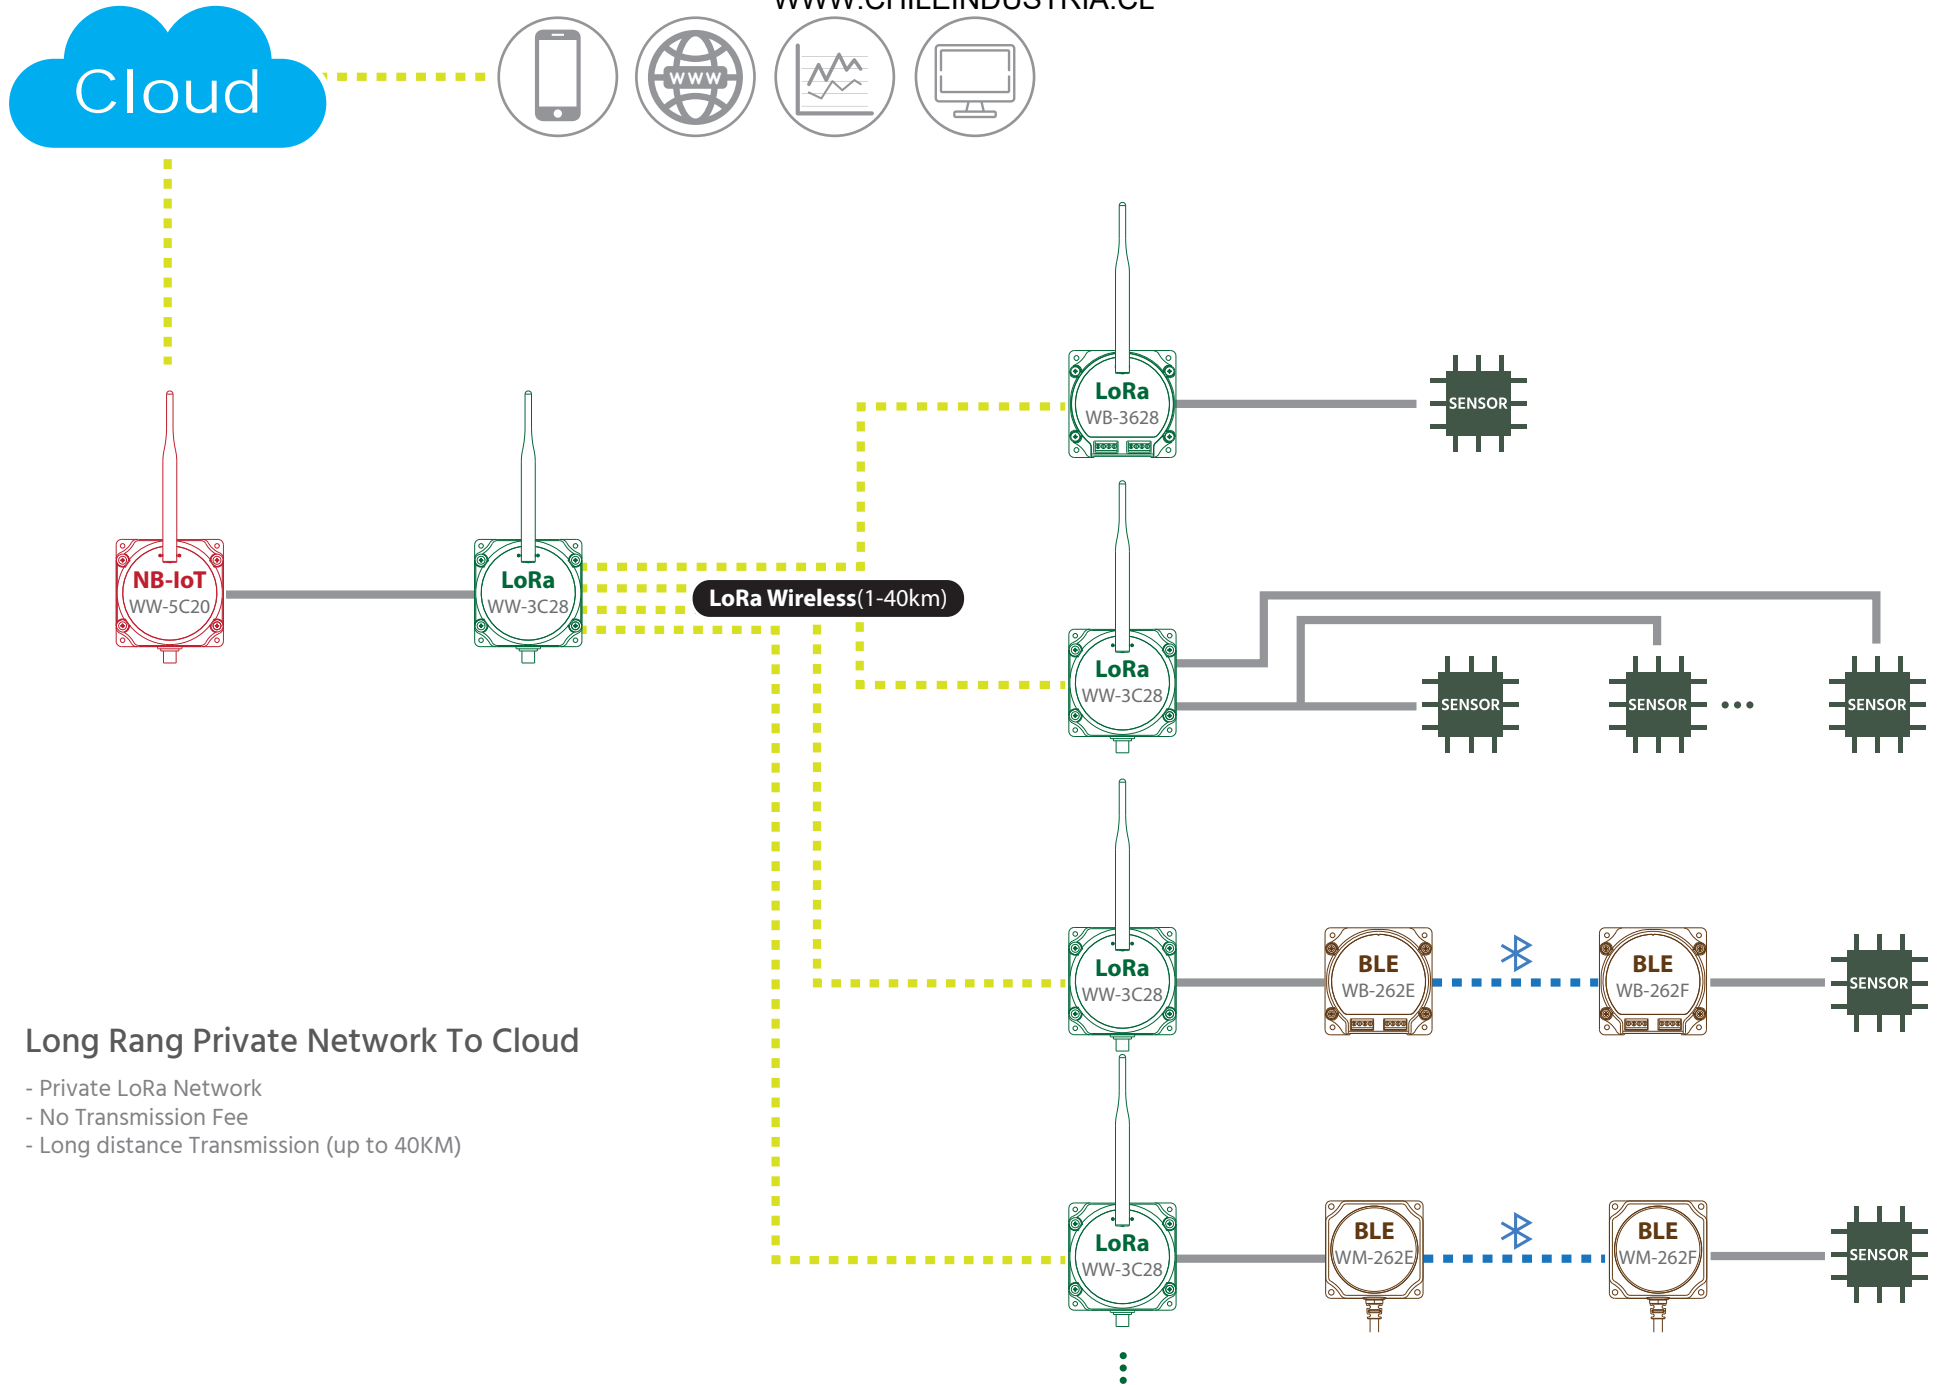 WWW.CHILEINDUSTRIA.CL
Cloud
WWW
LoRa
WB-3628
SENSOR
NB-IoT
WW-5C20
LoRa
WW-3C28
LoRa Wireless(1-40km)
LoRa
WW-3C28
SENSOR
SENSOR
SENSOR
LoRa
WW-3C28
BLE
WB-262E
BLE
WB-262F
SENSOR
Long Rang Private Network To Cloud
- Private LoRa Network
- No Transmission Fee
- Long distance Transmission (up to 40KM)
LoRa
WW-3C28
BLE
WM-262E
BLE
WM-262F
SENSOR